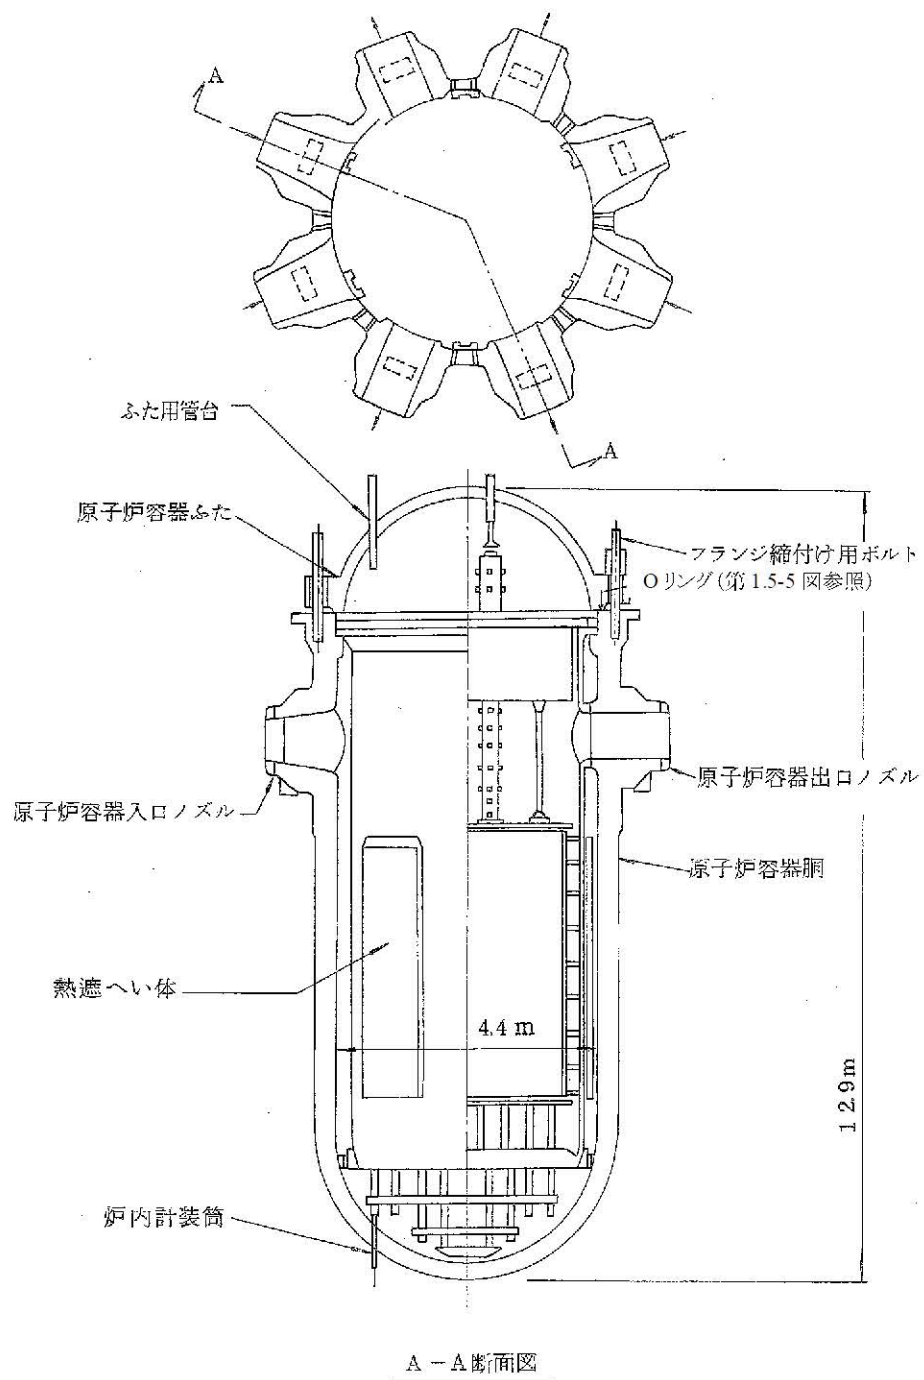 A
A
ふた用管台
原子炉容器ふた
フランジ締付け用ボルト
Oリング(第1.5-5図参照)
原子炉容器出口ノズル
原子炉容器入口ノズル
原子炉容器胴
熱遮へい体
4.4 m
12.9m
炉内計装筒
A－A断面図